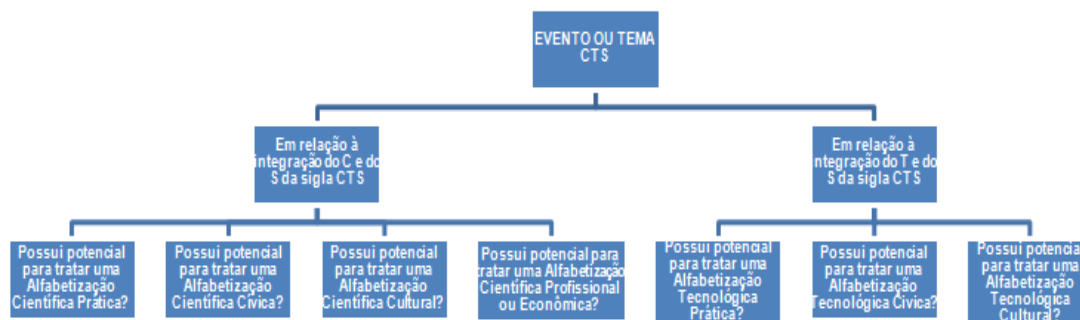 EVENTO OU TEMA
CTS
Em relação à
integração do C e do
S da sigla CTS
Em relação à
integração do T e do
S da sigla CTS
Possui potencial
para tratar uma
Alfabetização
Científica Prática?
Possui potencial
para tratar uma
Alfabetização
Científica Cívica?
Possui potencial
para tratar uma
Alfabetização
Científica Cultural?
Possui potencial para
tratar uma Alfabetização
Científica Profissional
ou Econômica?
Possui potencial
para tratar uma
Alfabetização
Tecnológica
Prática?
Possui potencial
para tratar uma
Alfabetização
Tecnológica Cívica?
Possui potencial
para tratar uma
Alfabetização
Tecnológica
Cultural?